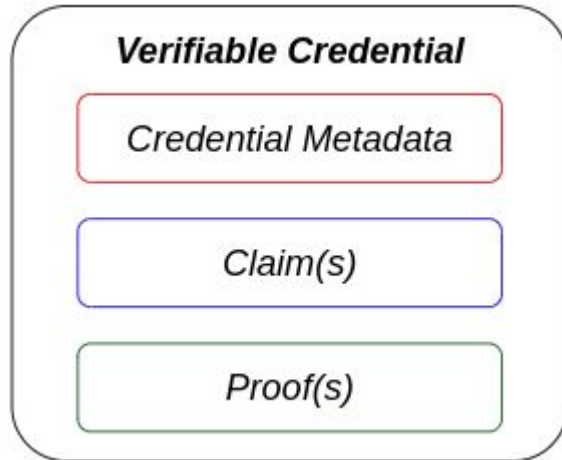 Verifiable Credential
Credential Metadata
Claim(s)
Proof(s)